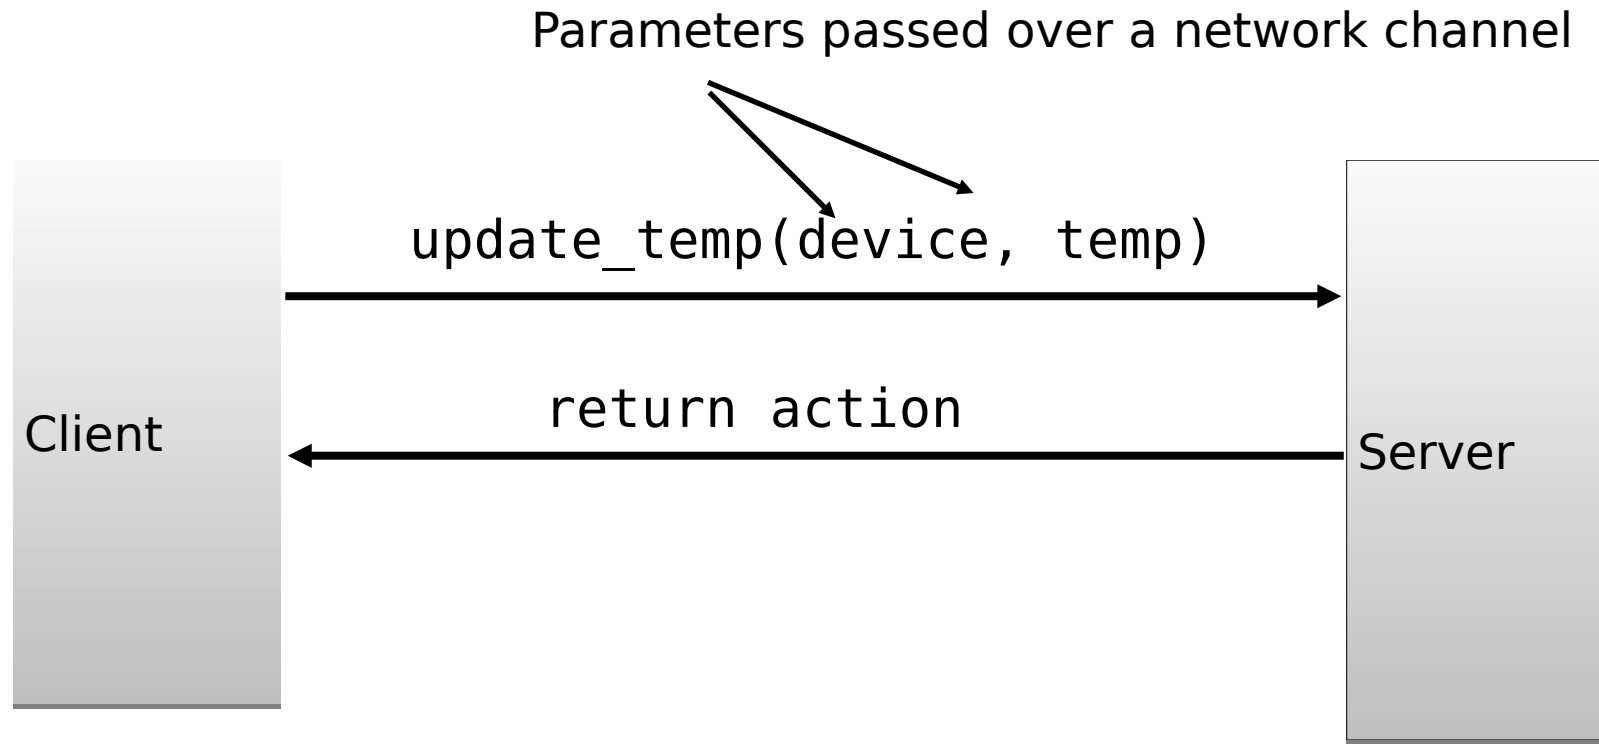 Parameters passed over a network channel
update_temp(device, temp)
return action
Client
Server